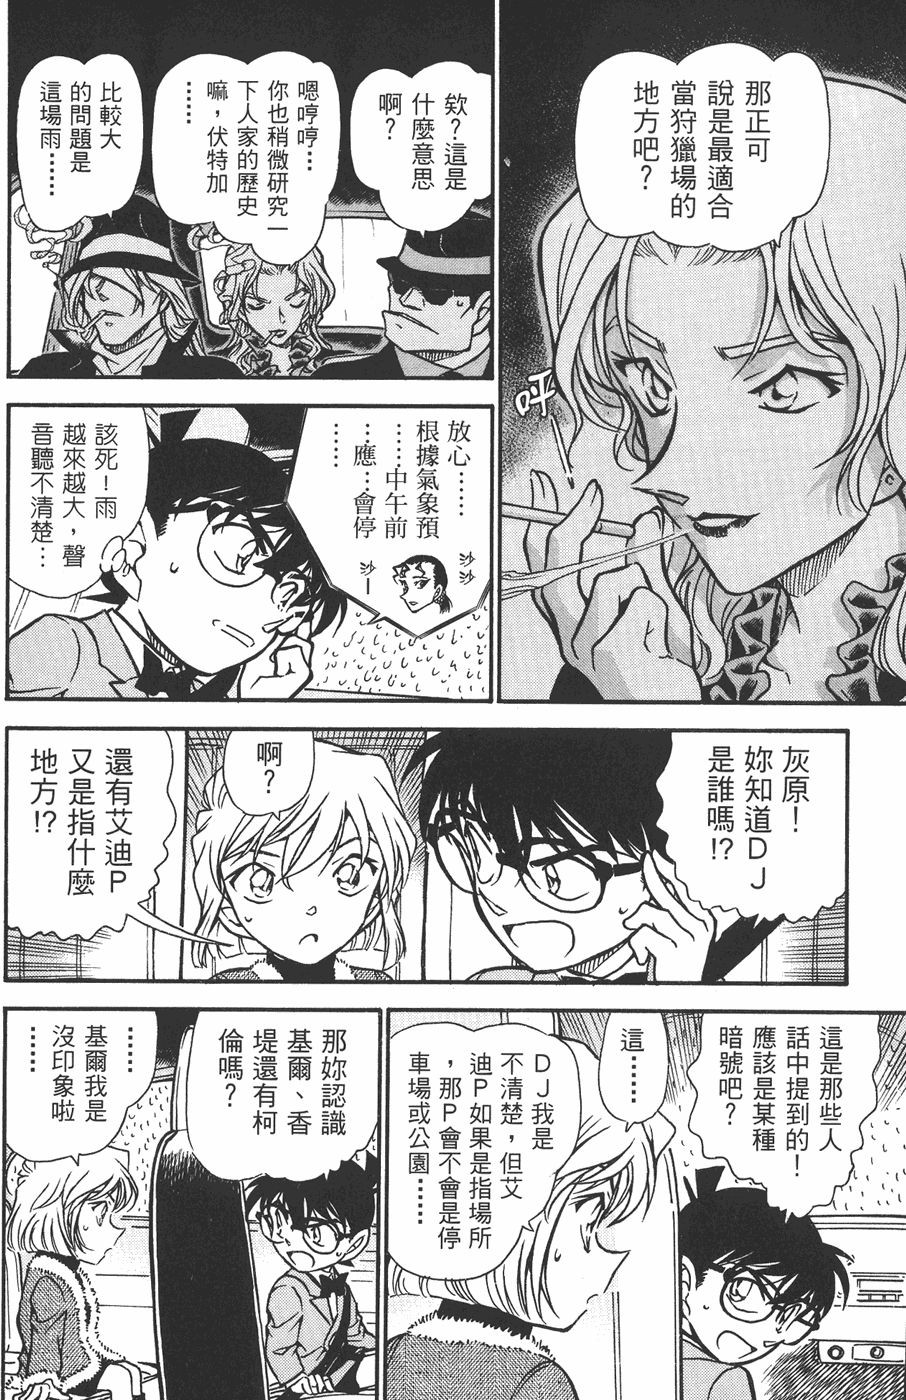 那正可
說是最適合
當狩獵場的
地方吧？
呼
欸？這是
什麼意思
啊？
嗯哼哼…
你也稍微研究一
下人家的歷史
嘛，伏特加
……
比較大
的問題是
這場雨……
放心……
根據氣象預
……中午前
…應…會停
沙沙
沙ー
該死！雨
越來越大，聲
音聽不清楚…
灰原！
妳知道DJ
是誰嗎!?
啊？
還有艾迪P
又是指什麼
地方!?
這是那些人
話中提到的！
應該是某種
暗號吧？
這……
DJ我是
不清楚，但艾
迪P如果是指場所
，那P會不會是停
車場或公園……
那妳認識
基爾、香
堤還有柯
倫嗎？
……
基爾我是
沒印象啦
……